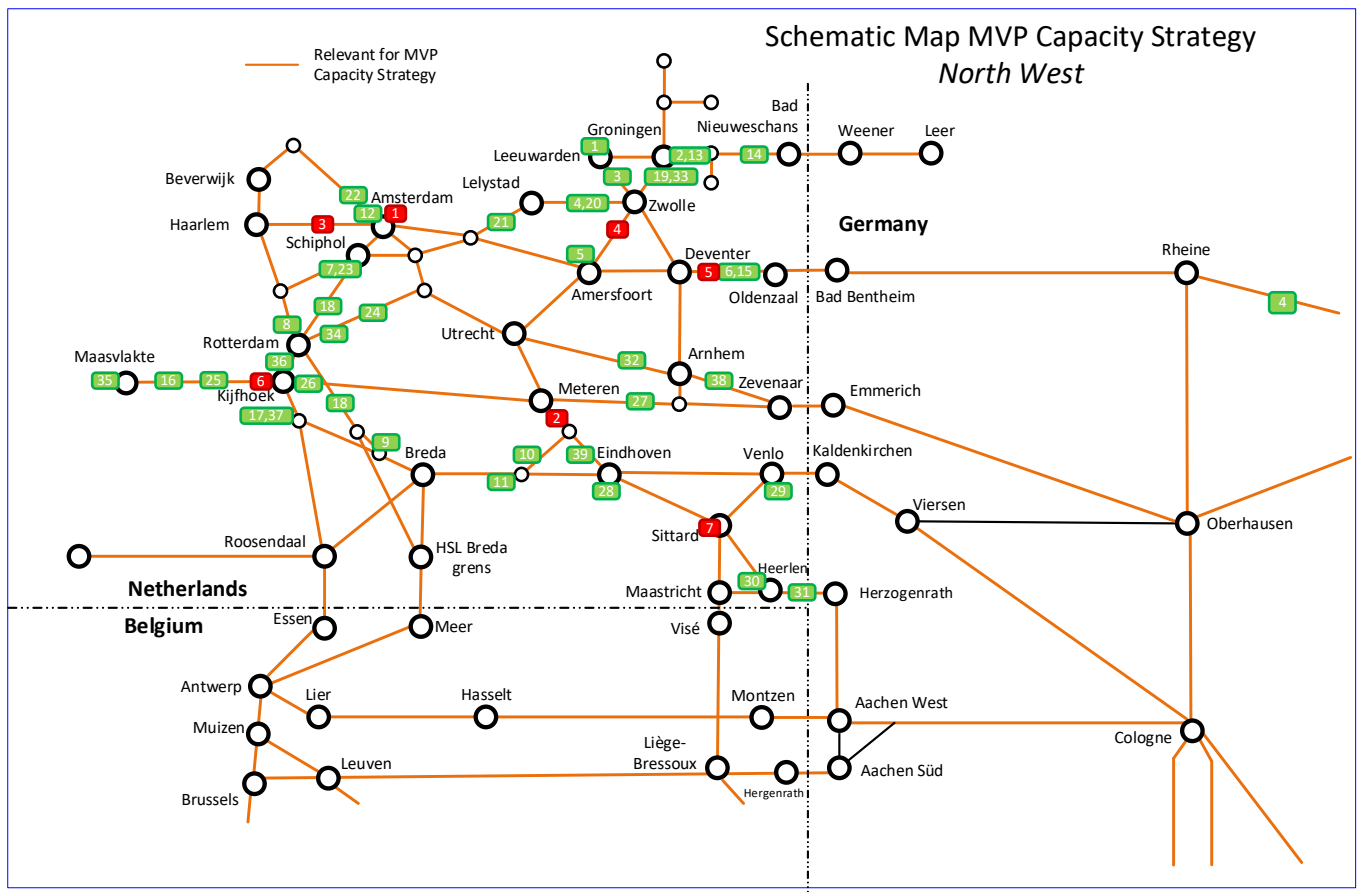 Schematic Map MVP Capacity Strategy
North West
Relevant for MVP
Capacity Strategy
Bad
Nieuweschans
Weener
Leer
Groningen
1
2,13
14
Leeuwarden
3
19,33
Beverwijk
22
Amsterdam
Lelystad
4,20
Zwolle
12
1
Haarlem
3
21
4
Germany
Schiphol
5
Deventer
7,23
5
6,15
Rheine
Amersfoort
Oldenzaal
Bad Bentheim
18
24
4
8
34
Utrecht
Rotterdam
Maasvlakte
36
32
Arnhem
35
16
25
6
26
38
Zevenaar
Emmerich
Kijfhoek
Meteren
27
18
17,37
2
9
10
39
Eindhoven
Venlo
Kaldenkirchen
Breda
11
28
29
Viersen
Oberhausen
7
Sittard
Roosendaal
HSL Breda
grens
Heerlen
30
31
Netherlands
Maastricht
Herzogenrath
Belgium
Essen
Meer
Visé
Antwerp
Lier
Hasselt
Montzen
Aachen West
Muizen
Cologne
Liège-
Bressoux
Leuven
Aachen Süd
Brussels
Hergenrath